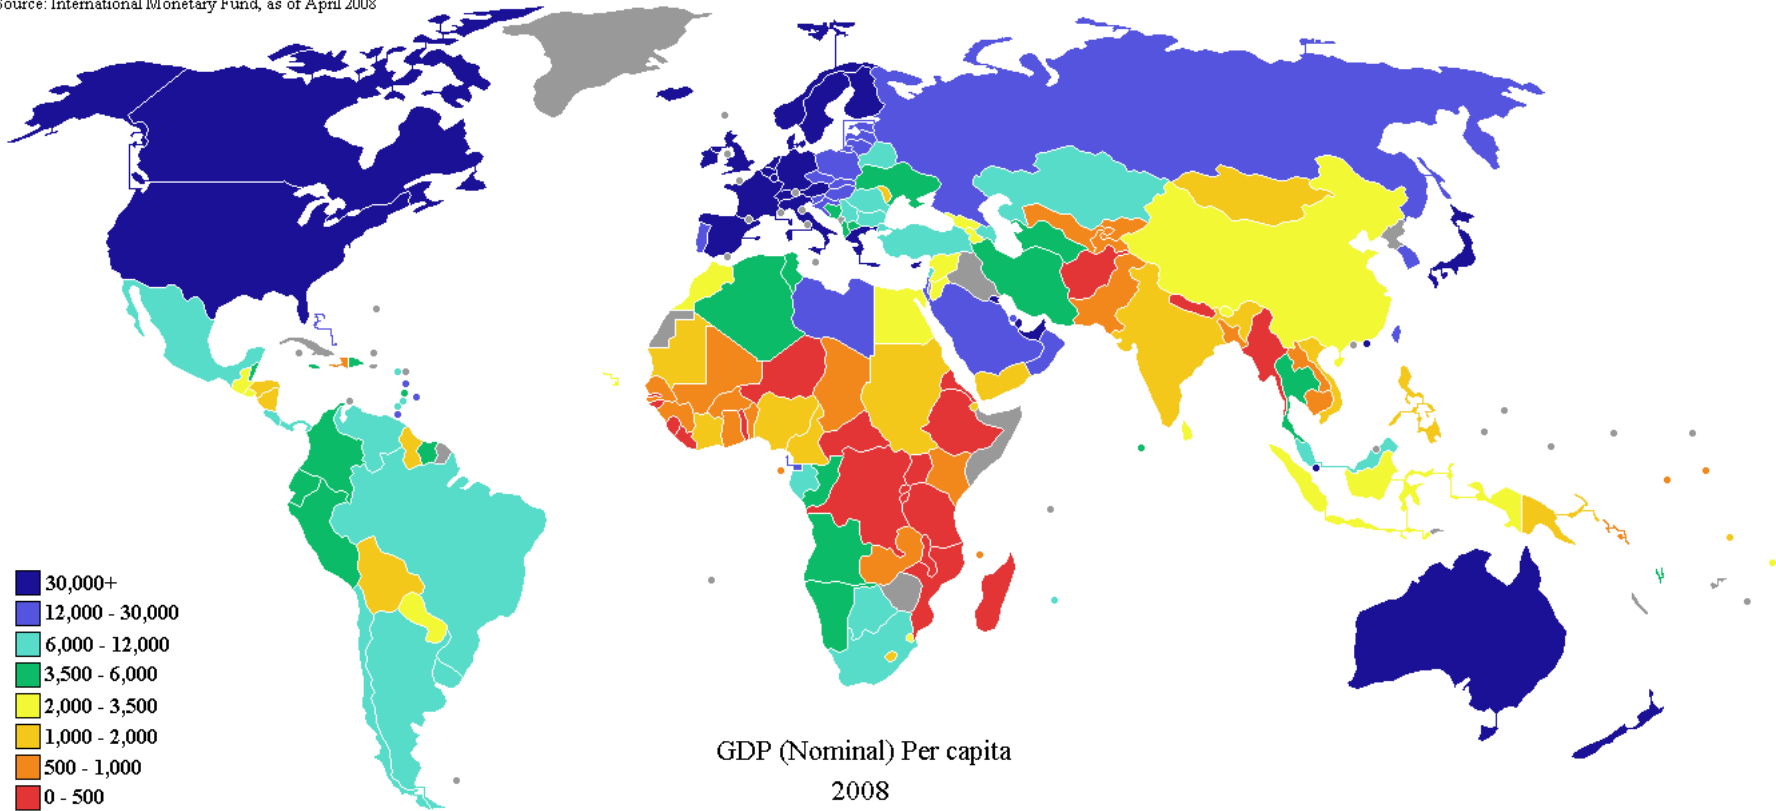 Source: International Monetary Fund, as of April 2008
30,000+
12,000 - 30,000
6,000 - 12,000
3,500 - 6,000
2,000 - 3,500
1,000 - 2,000
500 - 1,000
0 - 500
GDP (Nominal) Per capita
2008